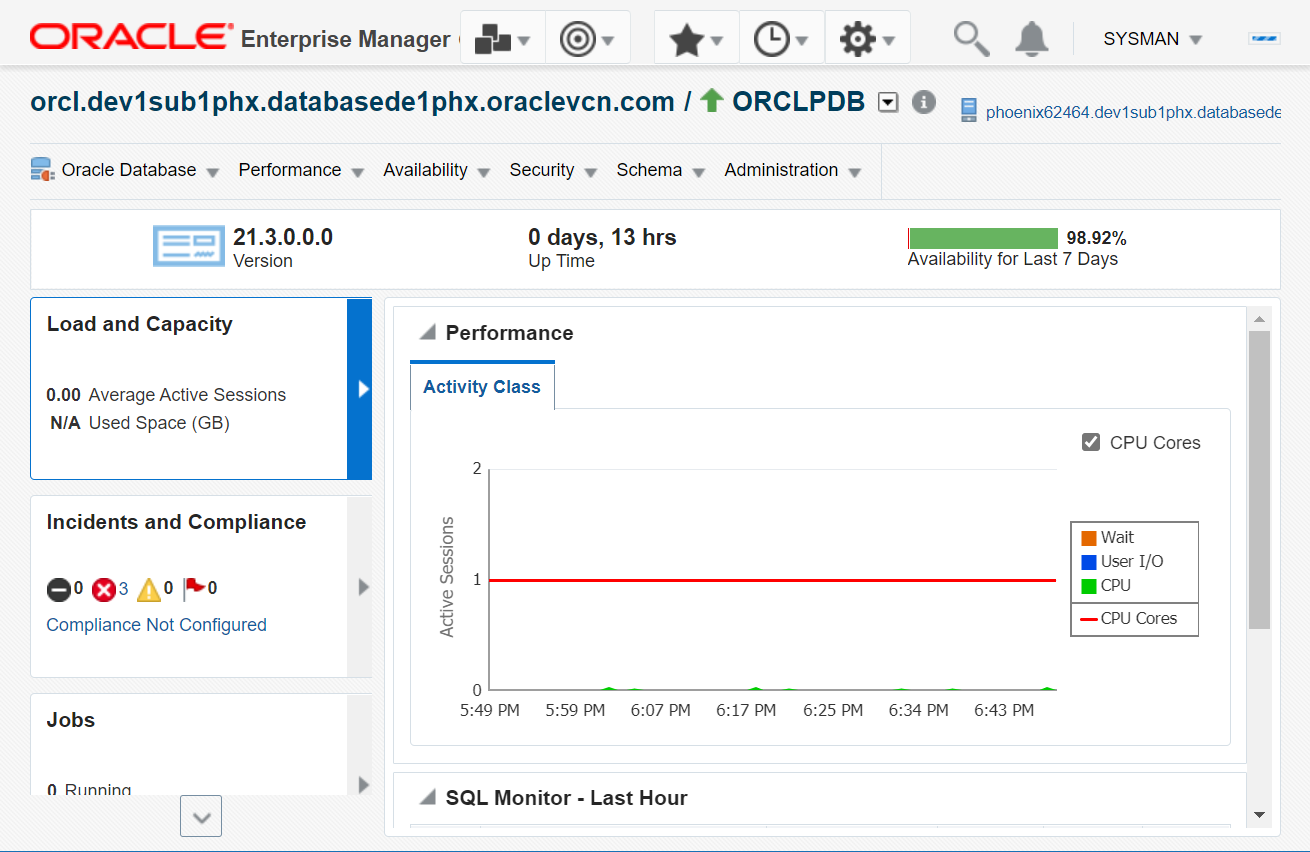 ORACLE Enterprise Manager SYSMAN
orcl.dev1sub1phx.databasede1phx.oraclevcn.com / ORCLPDB
phoenix62464.dev1sub1phx.databasede
Oracle Database Performance Availability Security Schema Administration
21.3.0.0.0
Version
0 days, 13 hrs
Up Time
98.92%
Availability for Last 7 Days
Load and Capacity
0.00 Average Active Sessions
N/A Used Space (GB)
Incidents and Compliance
0 3 0 0
Compliance Not Configured
Jobs
0 Running
Performance
Activity Class
CPU Cores
Active Sessions
2
1
0
5:49 PM 5:59 PM 6:07 PM 6:17 PM 6:25 PM 6:34 PM 6:43 PM
Wait
User I/O
CPU
CPU Cores
SQL Monitor - Last Hour